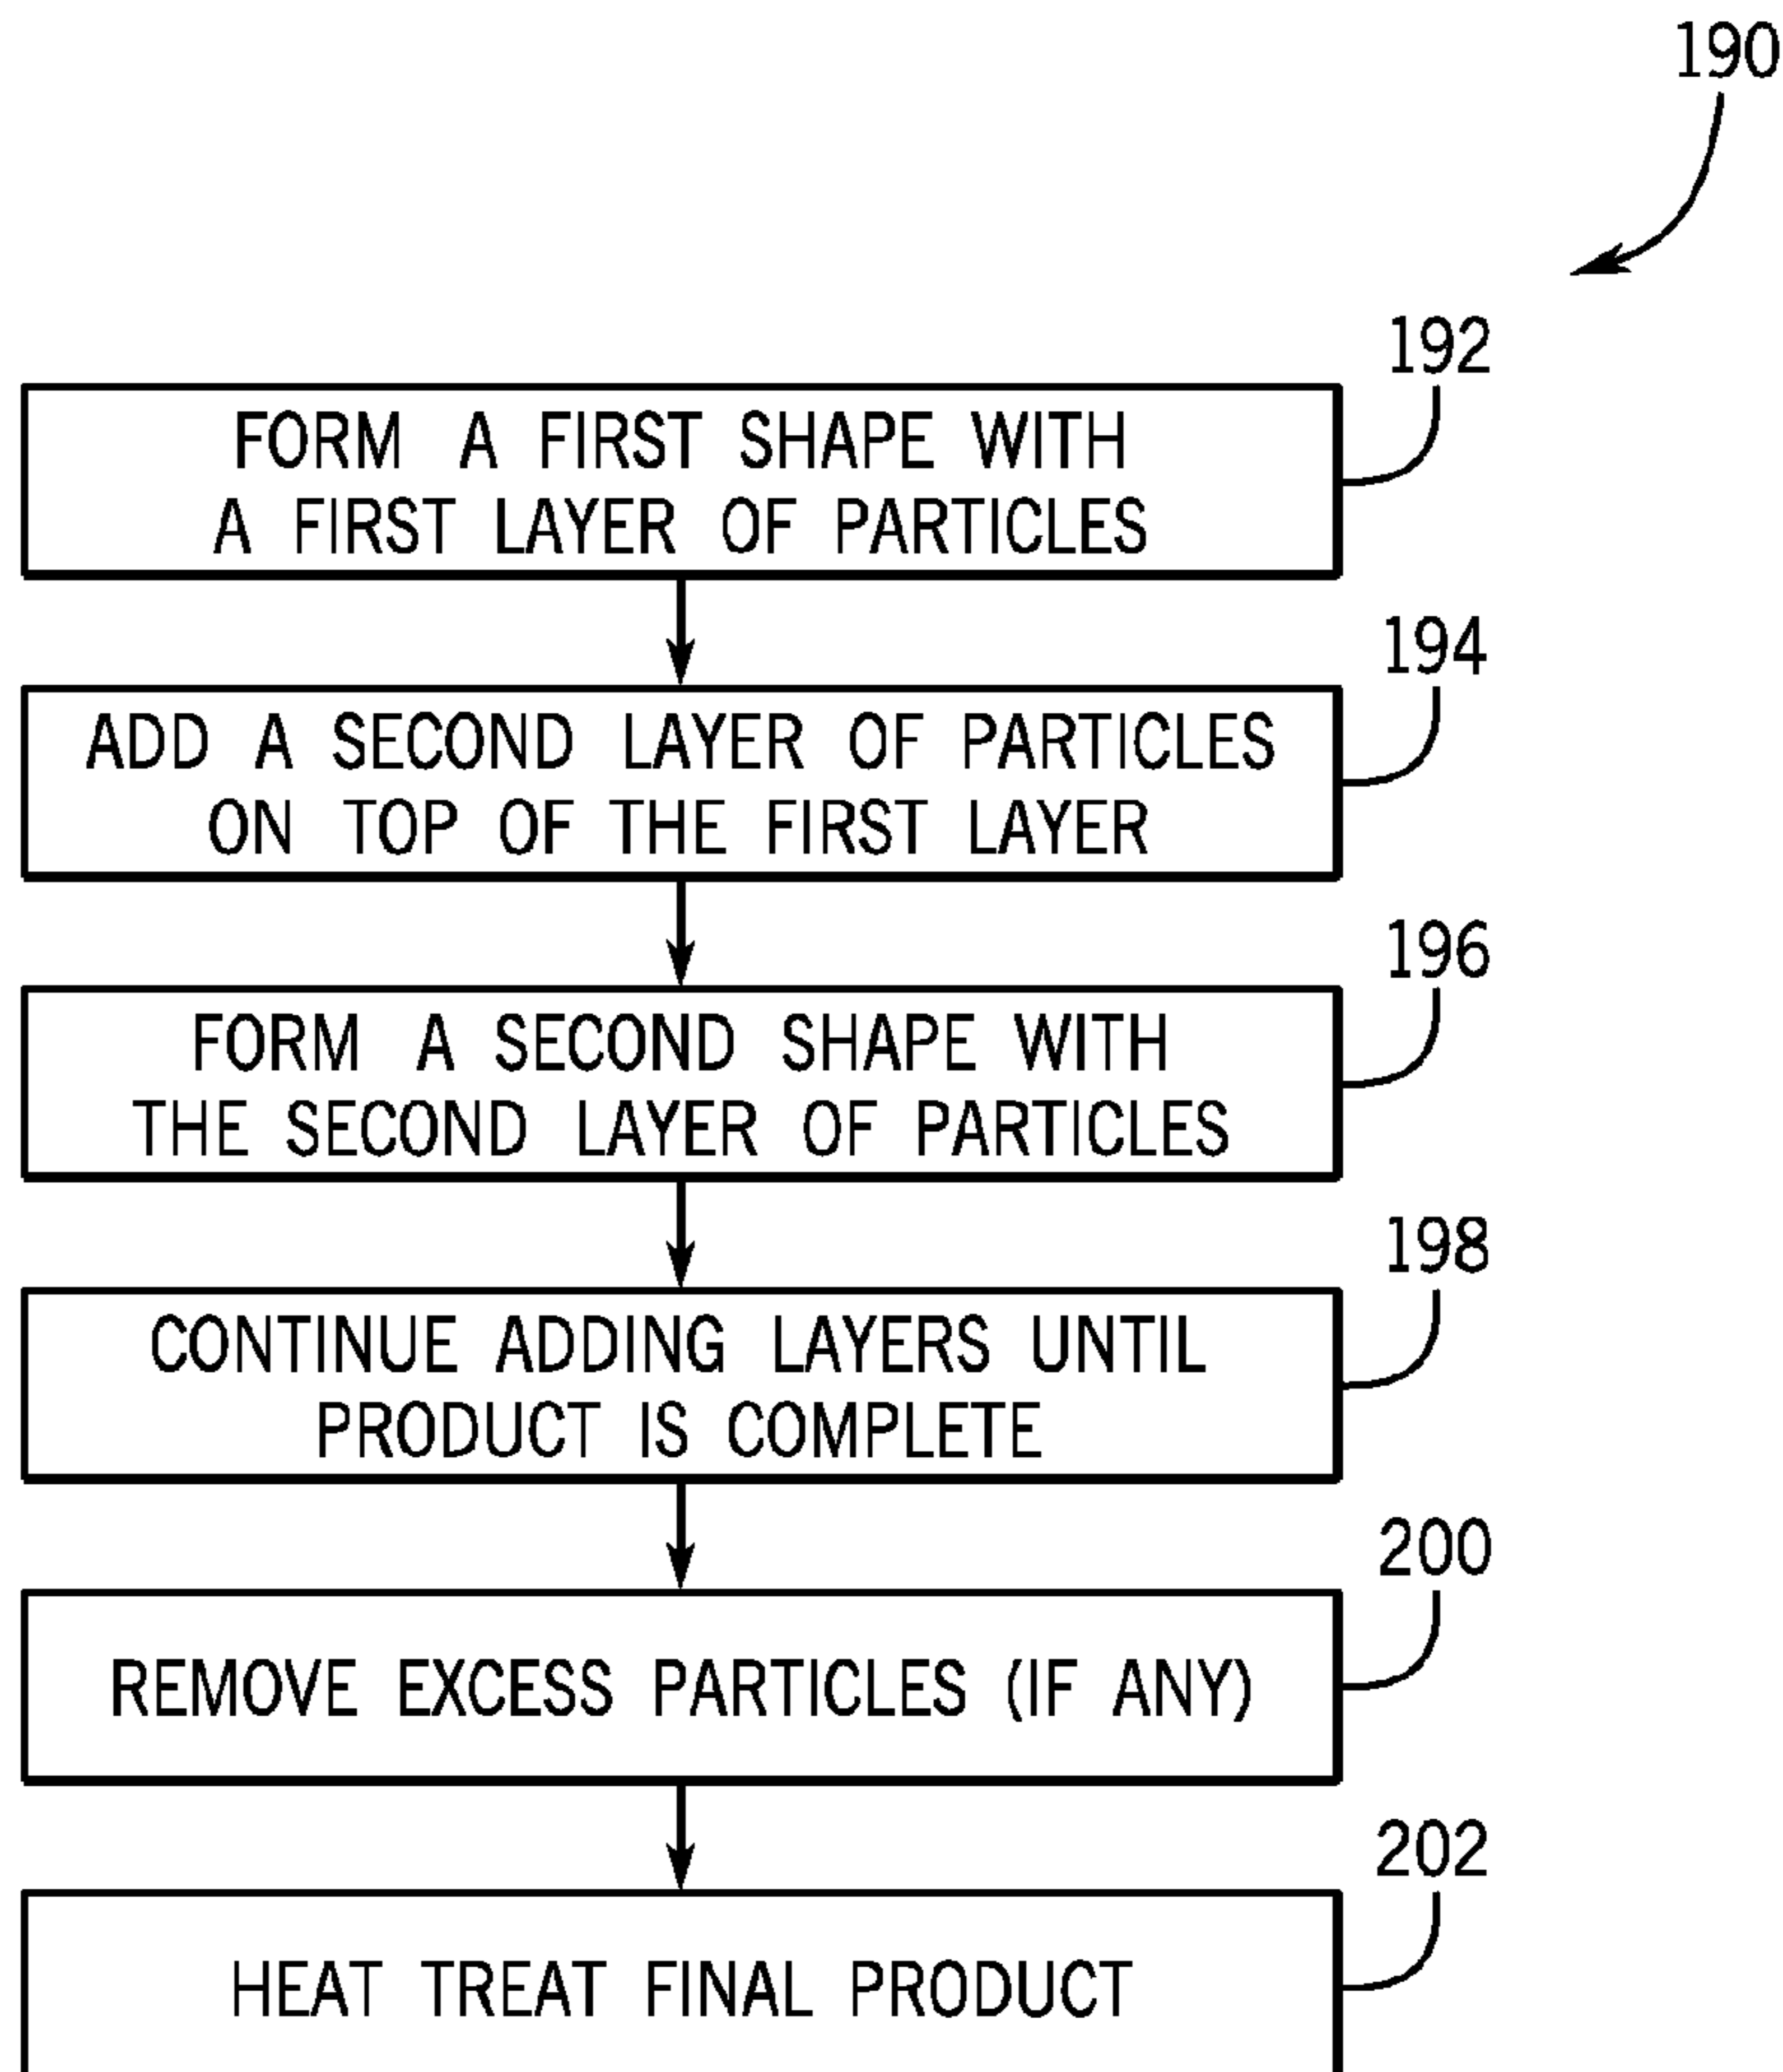 190
192
FORM A FIRST SHAPE WITH
A FIRST LAYER OF PARTICLES
194
ADD A SECOND LAYER OF PARTICLES
ON TOP OF THE FIRST LAYER
196
FORM A SECOND SHAPE WITH
THE SECOND LAYER OF PARTICLES
198
CONTINUE ADDING LAYERS UNTIL
PRODUCT IS COMPLETE
200
REMOVE EXCESS PARTICLES (IF ANY)
202
HEAT TREAT FINAL PRODUCT